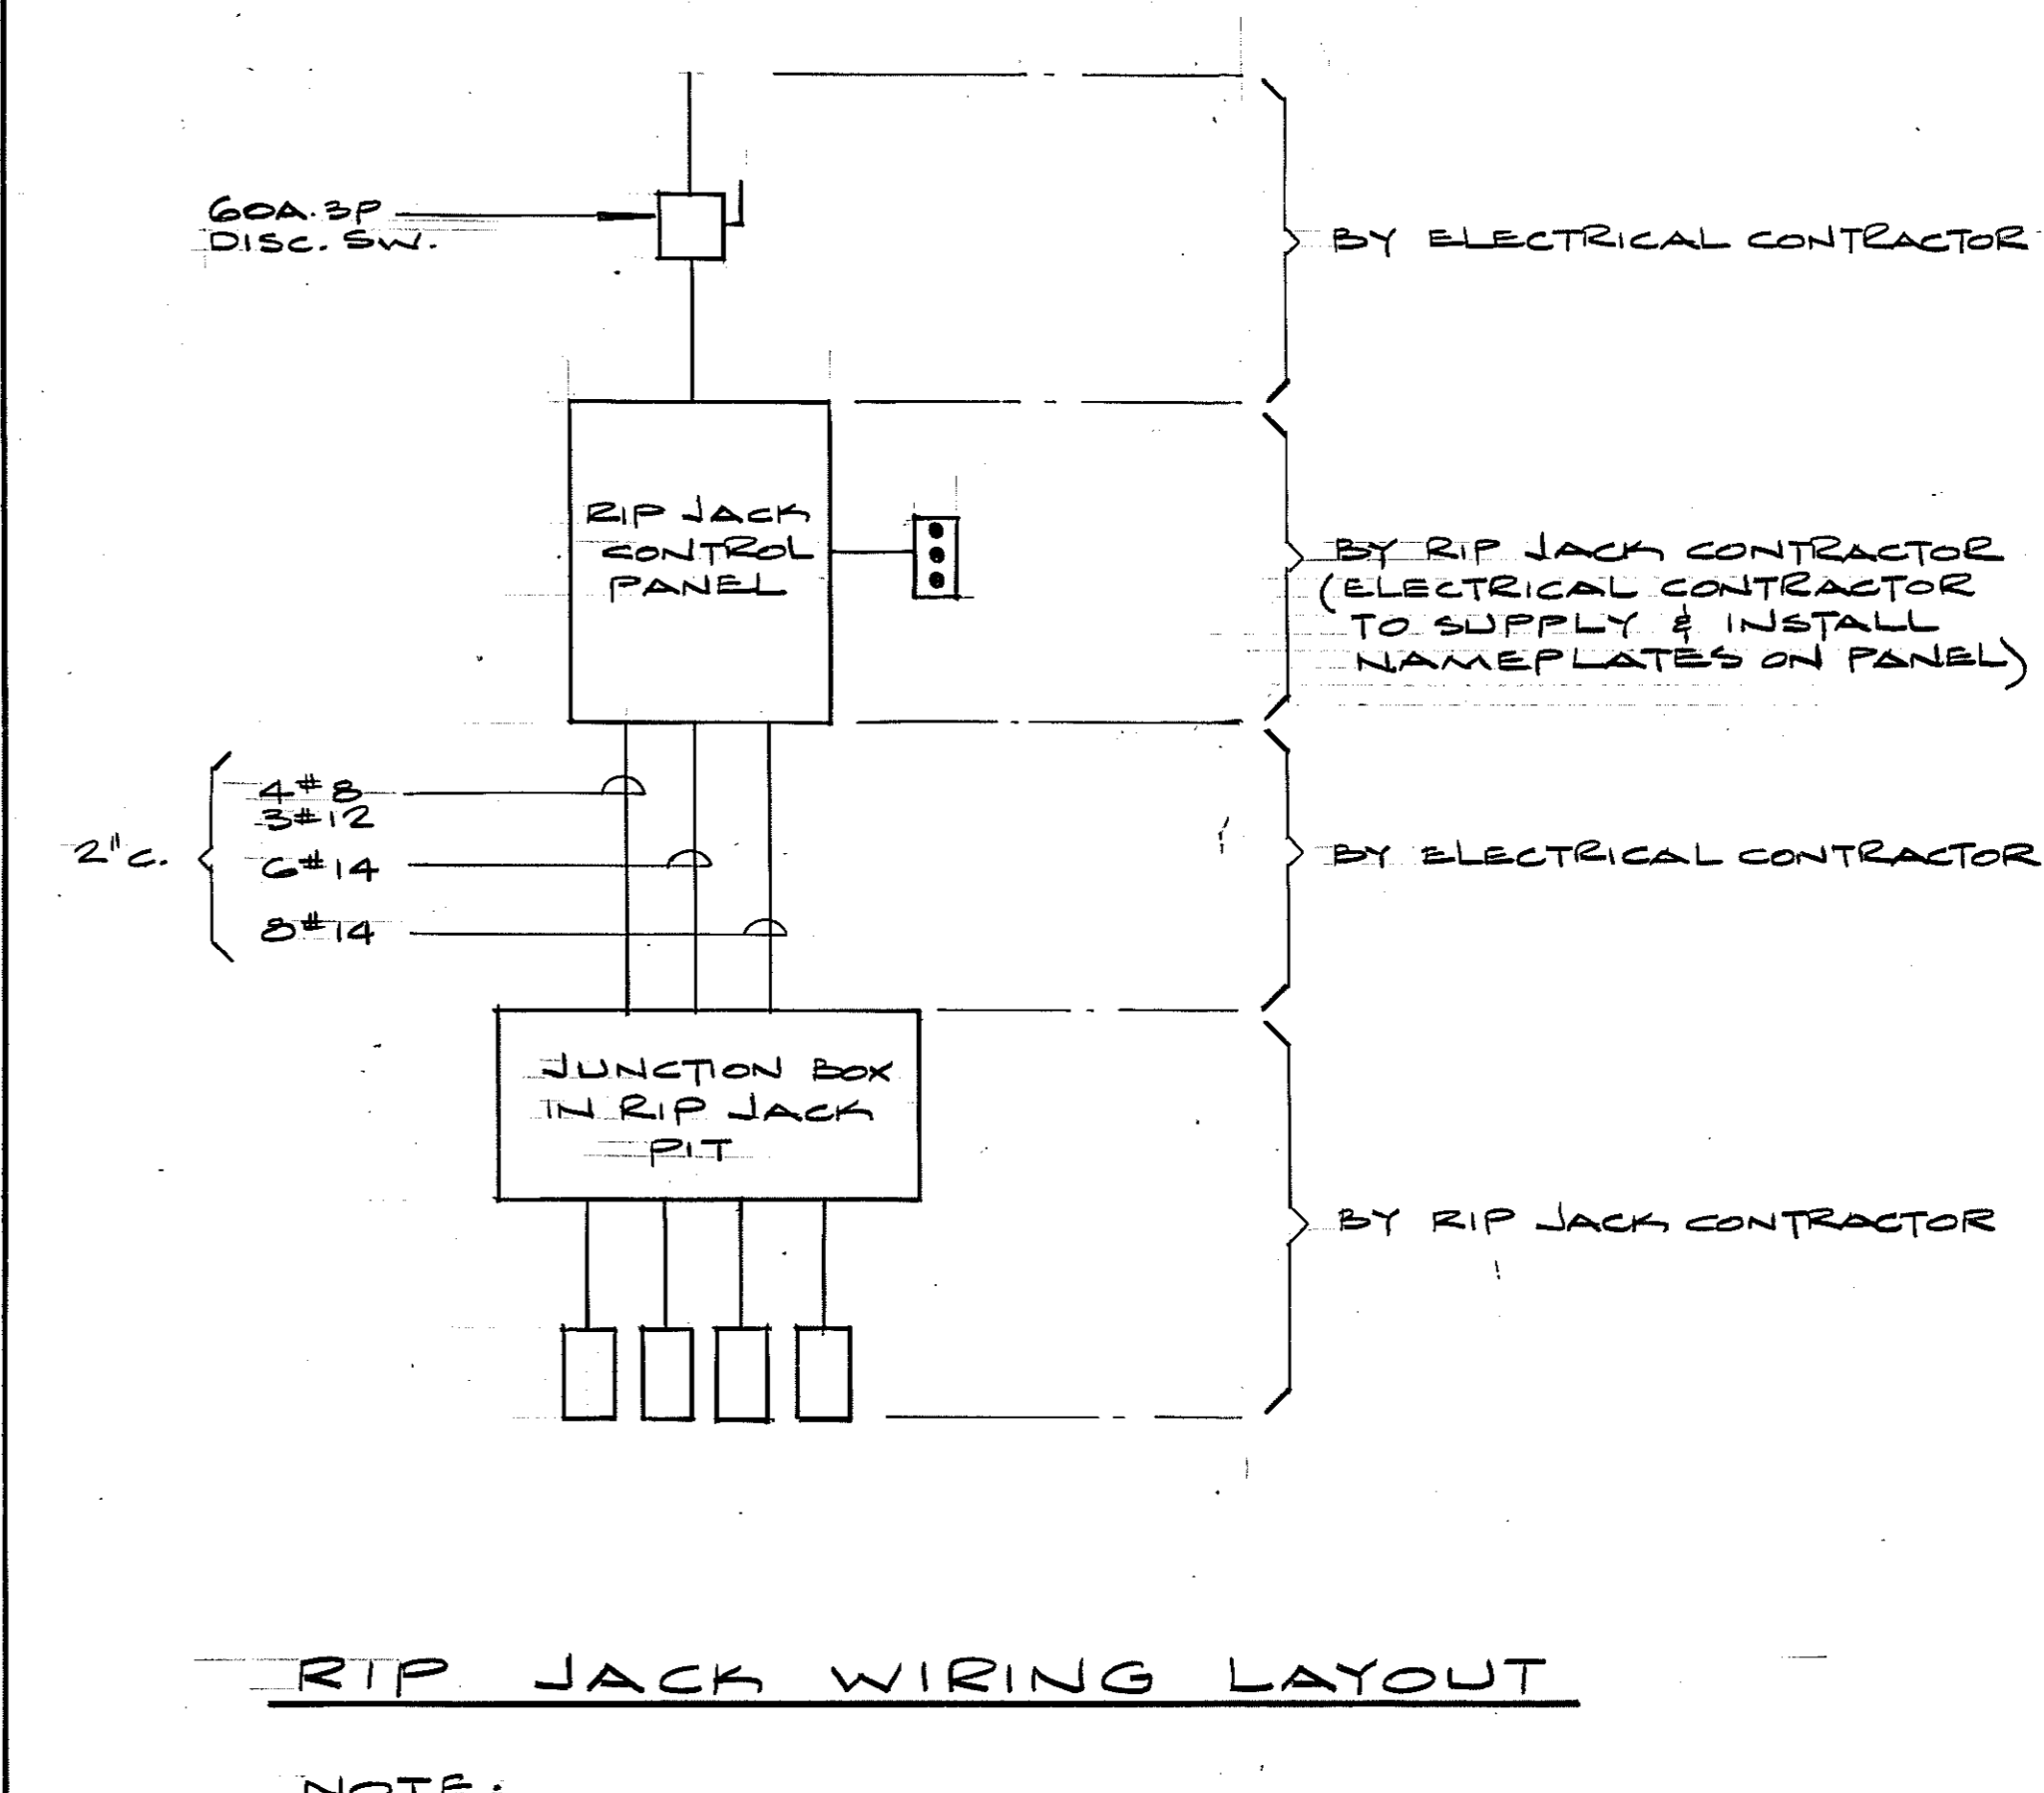 60A.3P
DISC. SW.
BY ELECTRICAL CONTRACTOR
RIP JACK
CONTROL
PANEL
BY RIP JACK CONTRACTOR
(ELECTRICAL CONTRACTOR
TO SUPPLY & INSTALL
NAMEPLATES ON PANEL)
2"C.
4#8
3#12
6#14
8#14
BY ELECTRICAL CONTRACTOR
JUNCTION BOX
IN RIP JACK
PIT
BY RIP JACK CONTRACTOR
RIP JACK WIRING LAYOUT
NOTE: